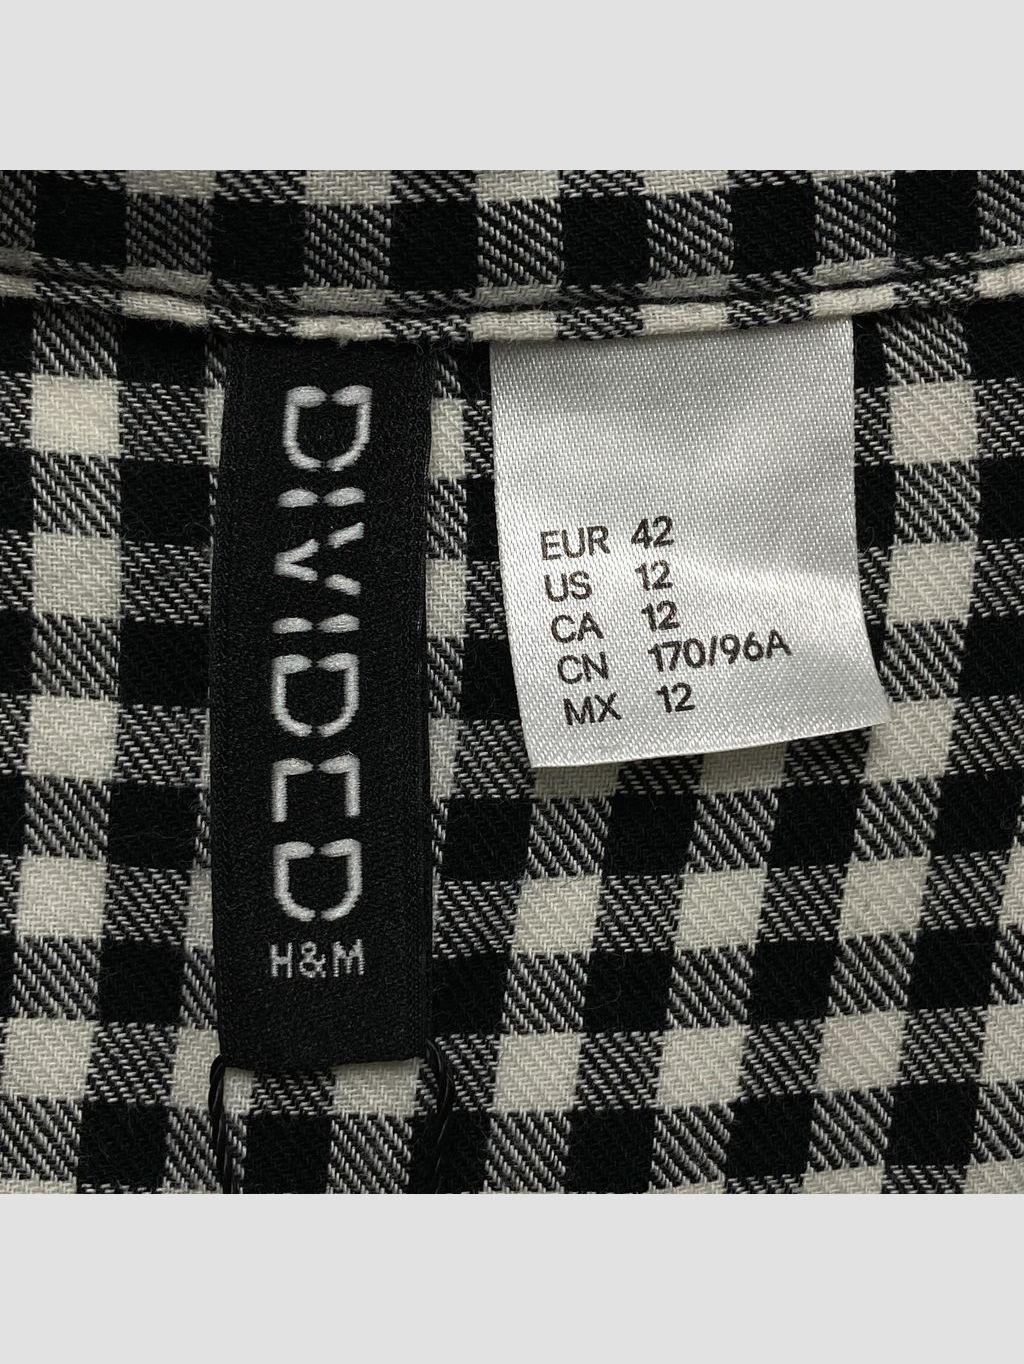 DIVIDED
H&M
EUR 42
US 12
CA 12
CN 170/96A
MX 12